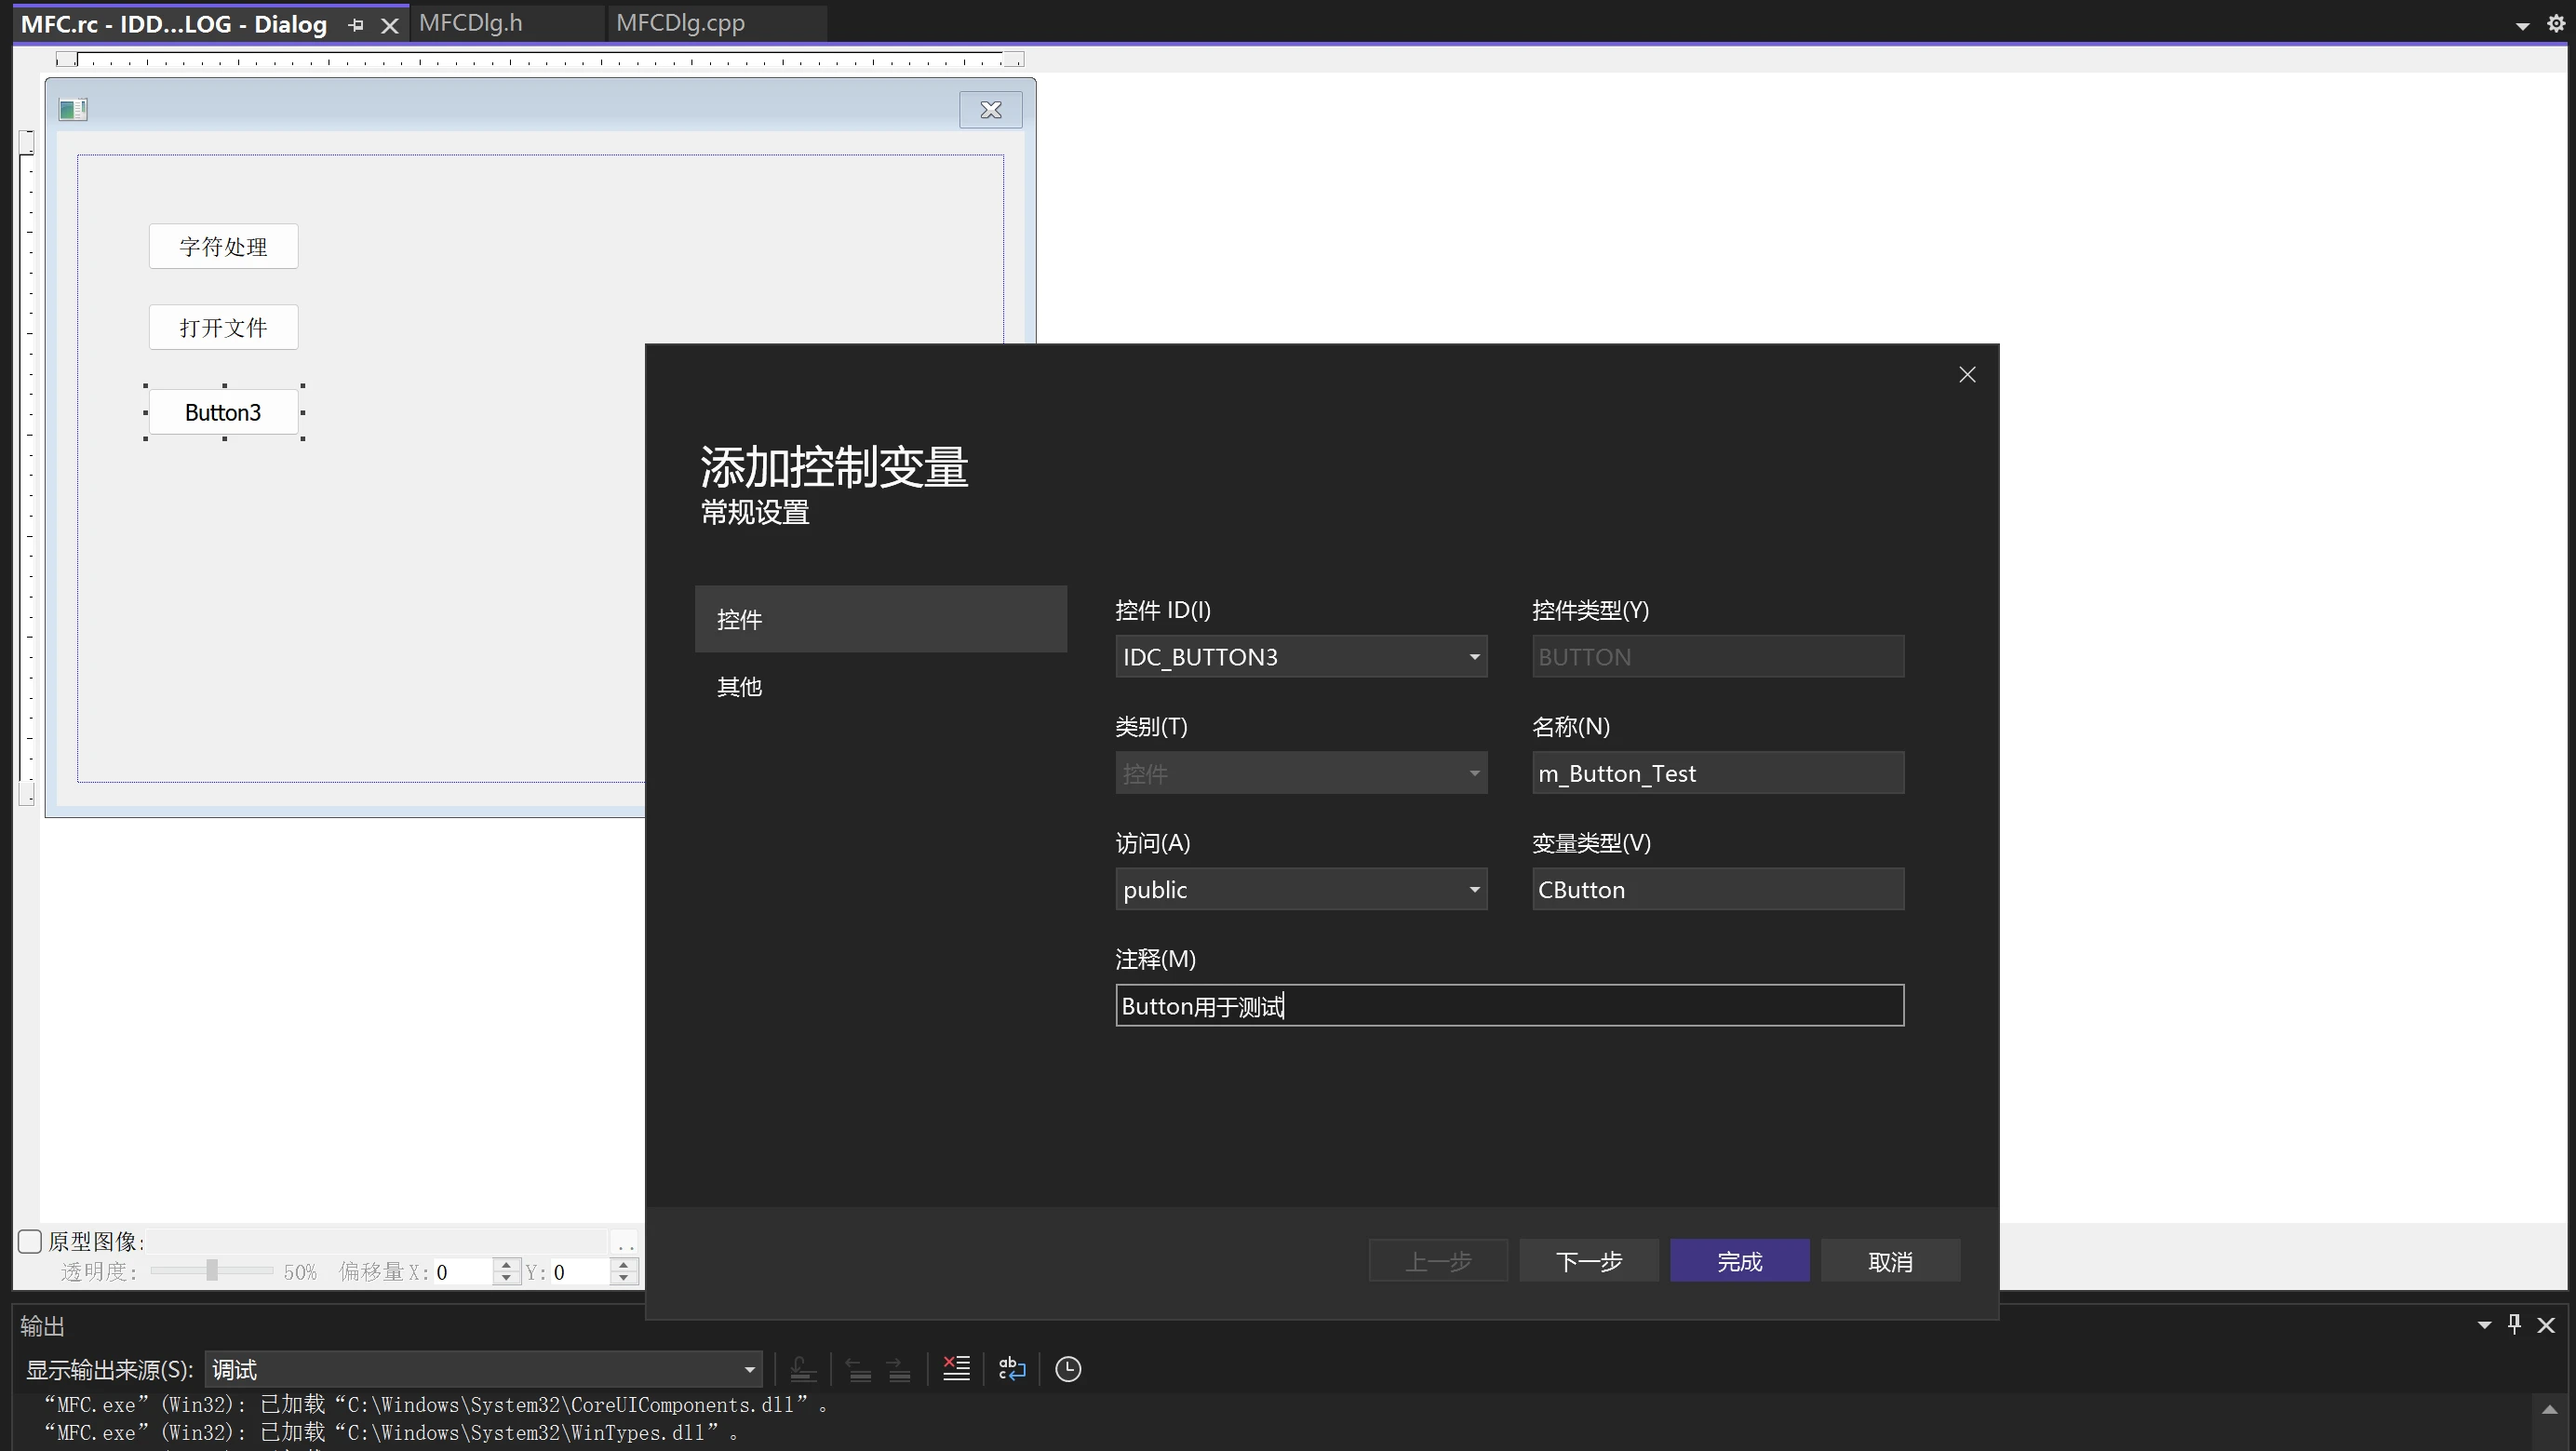 MFC.rc - IDD...LOG - Dialog
MFCDlg.h
MFCDlg.cpp
字符处理
打开文件
Button3
添加控制变量
常规设置
控件
其他
控件 ID(I)
控件类型(Y)
IDC_BUTTON3
BUTTON
类别(T)
名称(N)
控件
m_Button_Test
访问(A)
变量类型(V)
public
CButton
注释(M)
Button用于测试
上一步
下一步
完成
取消
原型图像:
..
透明度:
50%
偏移量X: 0
Y: 0
输出
显示输出来源(S): 调试
“MFC.exe”(Win32): 已加载“C:\Windows\System32\CoreUIComponents.dll”。
“MFC.exe”(Win32): 已加载“C:\Windows\System32\WinTypes.dll”。